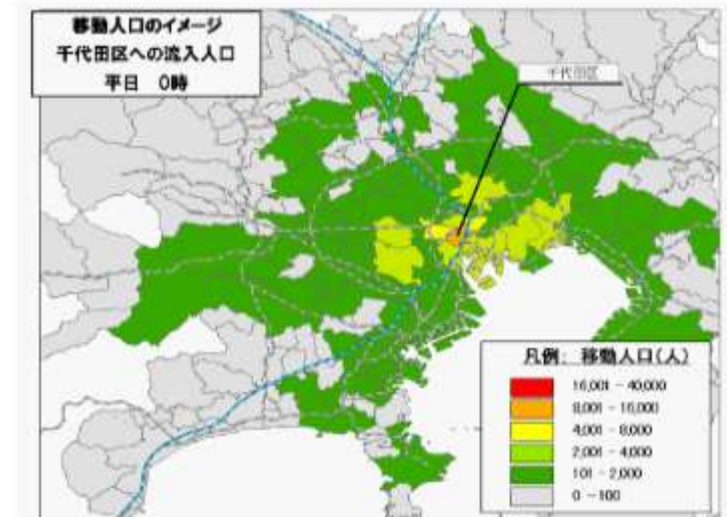 移動人口のイメージ
千代田区への流入人口
平日　0時
千代田区
凡例: 移動人口(人)
16,001 - 40,000
8,001 - 16,000
4,001 - 8,000
2,001 - 4,000
101 - 2,000
0 - 100